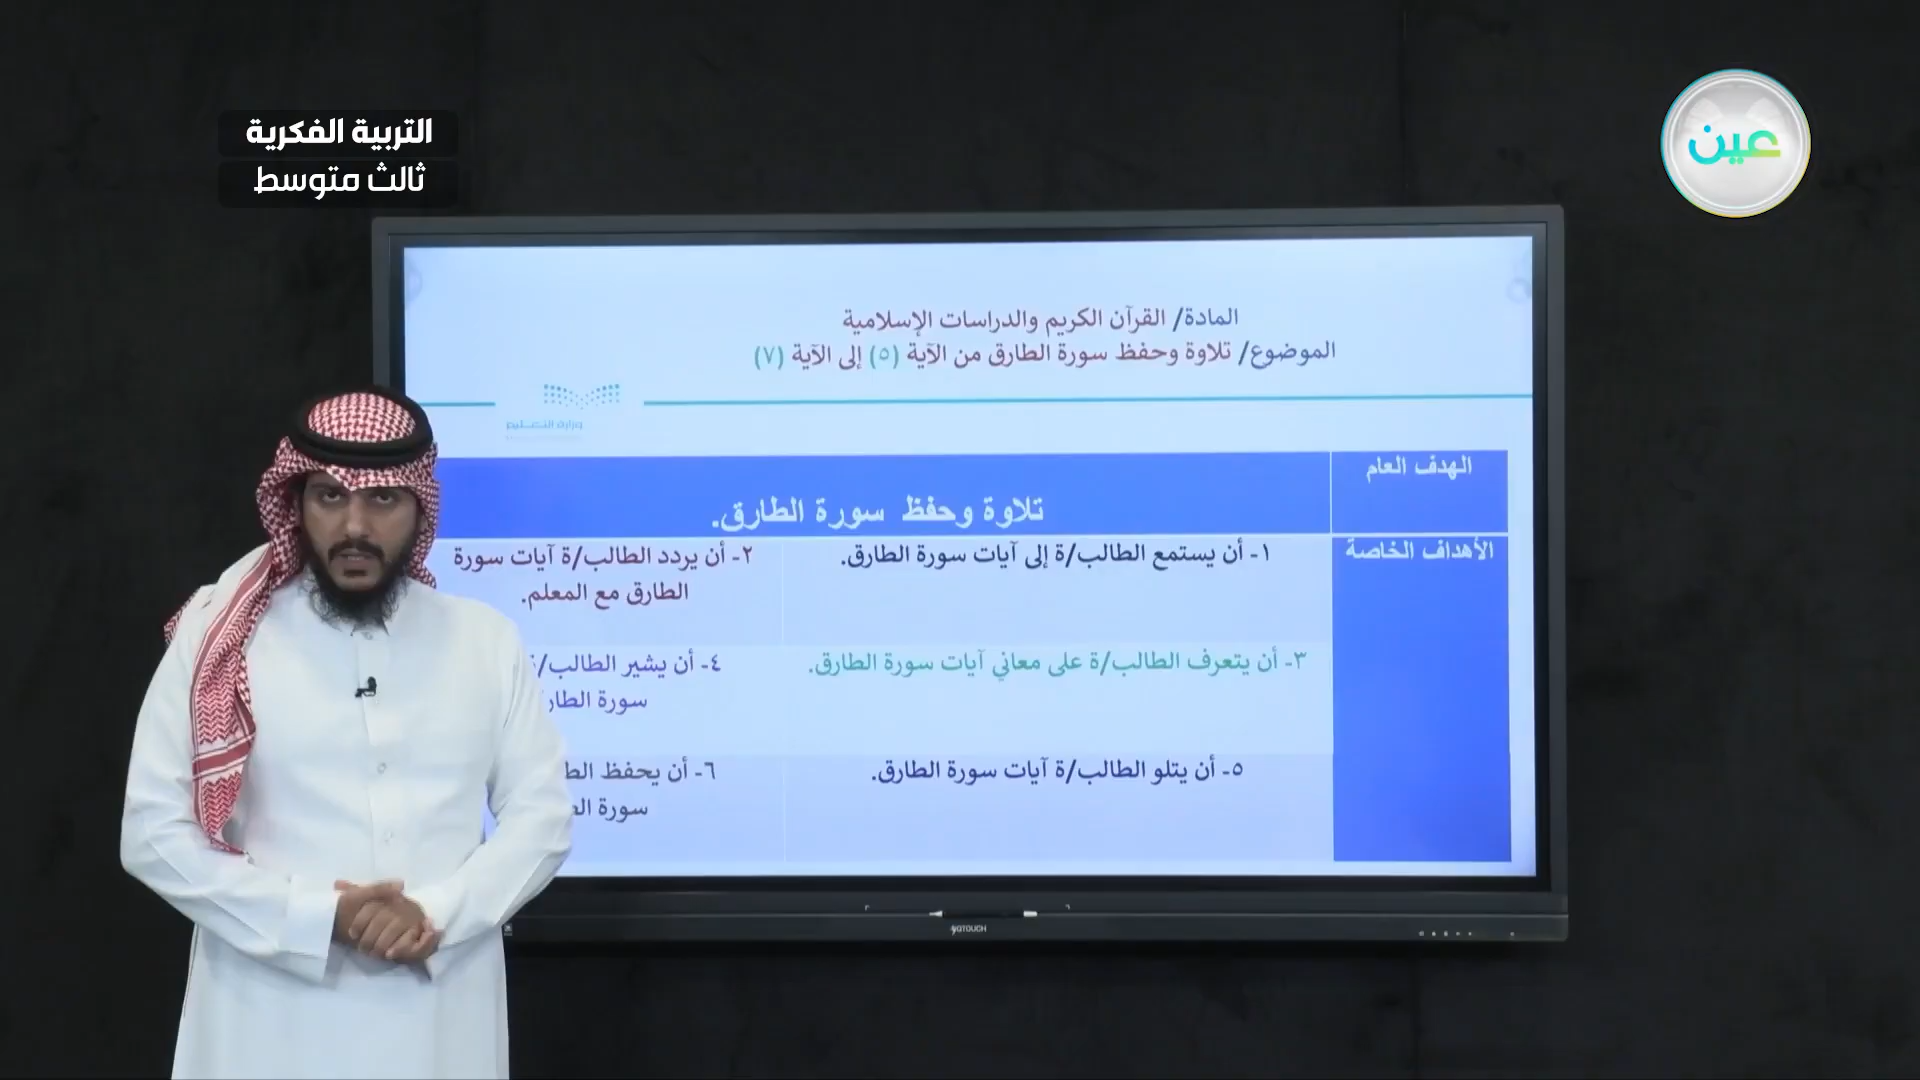 التربية الفكرية
ثالث متوسط
عين
المادة/ القرآن الكريم والدراسات الإسلامية
الموضوع/ تلاوة وحفظ سورة الطارق من الآية (٥) إلى الآية (٧)
وزارة التعليم
الهدف العام
تلاوة وحفظ سورة الطارق.
الأهداف الخاصة
١- أن يستمع الطالب/ة إلى آيات سورة الطارق.
٢- أن يردد الطالب/ة آيات سورة
الطارق مع المعلم.
٣- أن يتعرف الطالب/ة على معاني آيات سورة الطارق.
٤- أن يشير الطالب/ة
سورة
٥- أن يتلو الطالب/ة آيات سورة الطارق.
٦- أن يحفظ
سورة